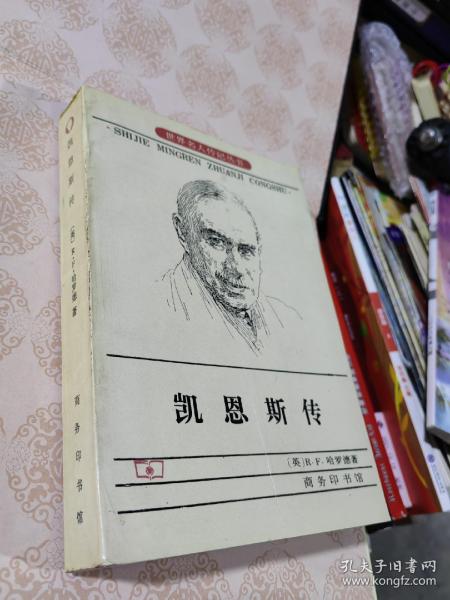 世界名人传记丛书
·SHIJIE MINGREN ZHUANJI CONGSHU·
凯恩斯传
〔英〕R·F·哈罗德著
商务印书馆
凯恩斯传
〔英〕R·F·哈罗德 著
商务印书馆
孔夫子旧书网
www.kongfz.com